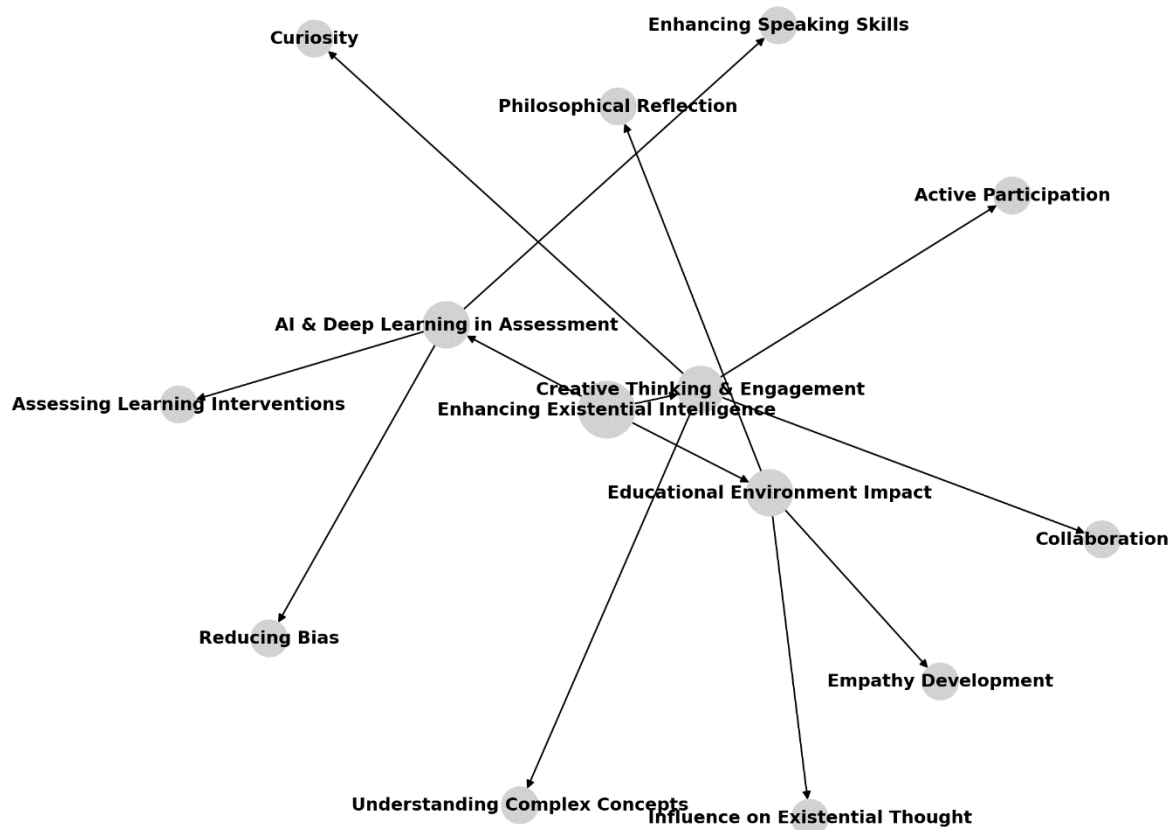 Enhancing Speaking Skills
Curiosity
Philosophical Reflection
Active Participation
AI & Deep Learning in Assessment
Creative Thinking & Engagement
Assessing Learning Interventions
Enhancing Existential Intelligence
Educational Environment Impact
Collaboration
Reducing Bias
Empathy Development
Understanding Complex Concepts
Influence on Existential Thought